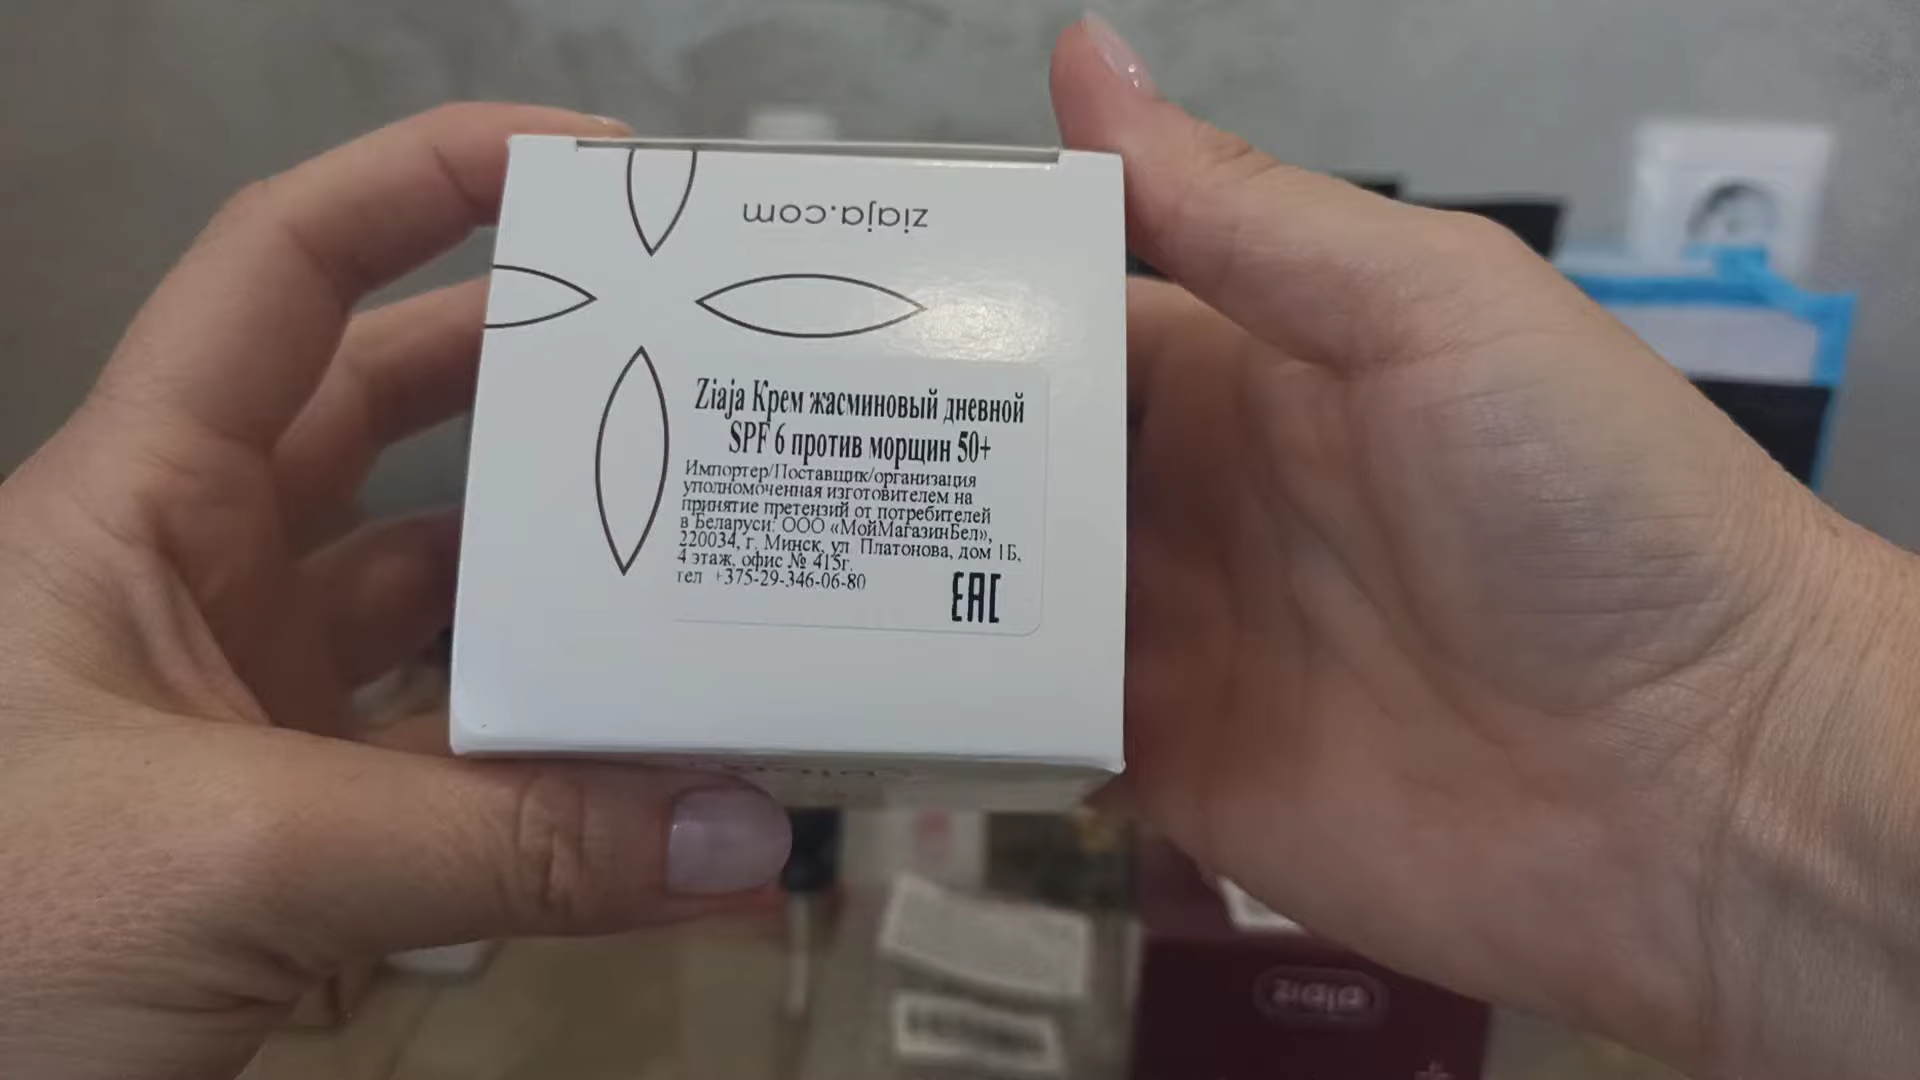 ziaja.com
Ziaja Крем жасминовый дневной
SPF 6 против морщин 50+
Импортер/Поставщик/организация
уполномоченная изготовителем на
принятие претензий от потребителей
в Беларуси: ООО «МойМагазинБел»,
220034, г. Минск, ул. Платонова, дом 1Б,
4 этаж, офис № 415г.
тел +375-29-346-06-80
EAC
ziaja